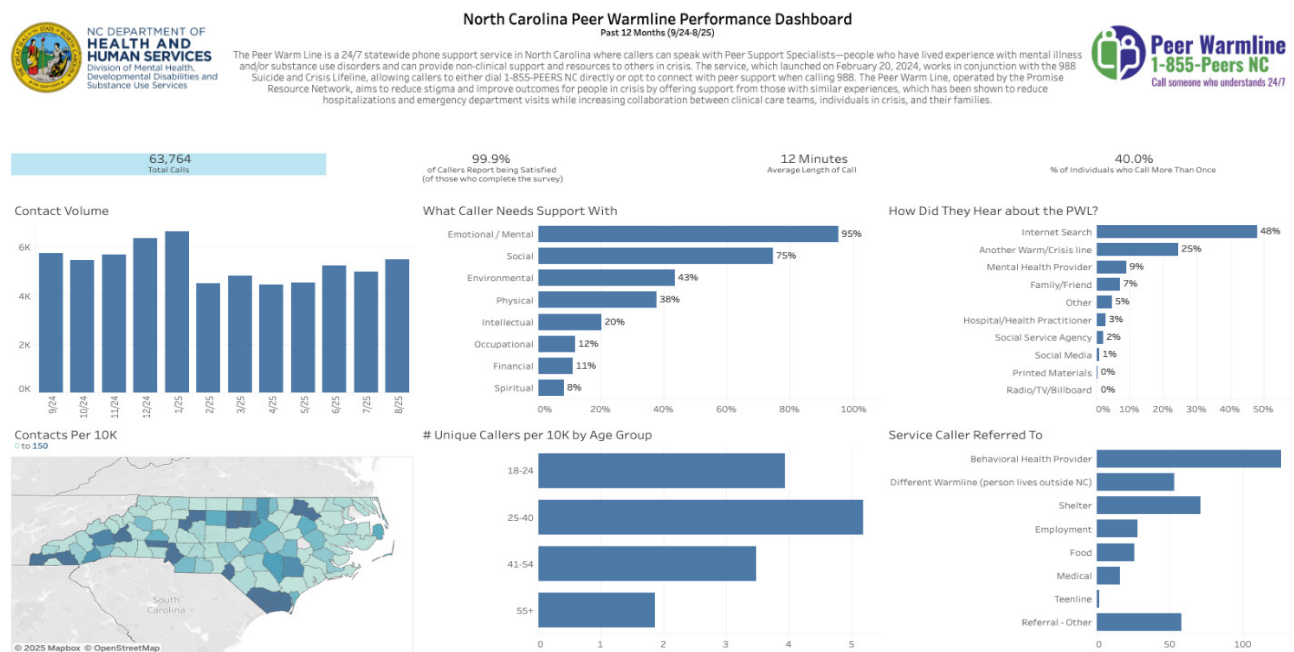 NC DEPARTMENT OF
HEALTH AND
HUMAN SERVICES
Division of Mental Health,
Developmental Disabilities and
Substance Use Services
North Carolina Peer Warmline Performance Dashboard
Past 12 Months (9/24-8/25)
The Peer Warm Line is a 24/7 statewide phone support service in North Carolina where callers can speak with Peer Support Specialists—people who have lived experience with mental illness
and/or substance use disorders and can provide non-clinical support and resources to others in crisis. The service, which launched on February 20, 2024, works in conjunction with the 988
Suicide and Crisis Lifeline, allowing callers to either dial 1-855-PEERS NC directly or opt to connect with peer support when calling 988. The Peer Warm Line, operated by the Promise
Resource Network, aims to reduce stigma and improve outcomes for people in crisis by offering support from those with similar experiences, which has been shown to reduce
hospitalizations and emergency department visits while increasing collaboration between clinical care teams, individuals in crisis, and their families.
Peer Warmline
1-855-Peers NC
Call someone who understands 24/7
63,764
Total Calls
99.9%
of Callers Report being Satisfied
(of those who complete the survey)
12 Minutes
Average Length of Call
40.0%
% of Individuals who Call More Than Once
Contact Volume
6K
4K
2K
0K
9/24
10/24
11/24
12/24
1/25
2/25
3/25
4/25
5/25
6/25
7/25
8/25
What Caller Needs Support With
Emotional / Mental 95%
Social 75%
Environmental 43%
Physical 38%
Intellectual 20%
Occupational 12%
Financial 11%
Spiritual 8%
0% 20% 40% 60% 80% 100%
How Did They Hear about the PWL?
Internet Search 48%
Another Warm/Crisis line 25%
Mental Health Provider 9%
Family/Friend 7%
Other 5%
Hospital/Health Practitioner 3%
Social Service Agency 2%
Social Media 1%
Printed Materials 0%
Radio/TV/Billboard 0%
0% 10% 20% 30% 40% 50%
Contacts Per 10K
0 to 150
South
Carolina
© 2025 Mapbox © OpenStreetMap
# Unique Callers per 10K by Age Group
18-24
25-40
41-54
55+
0 1 2 3 4 5
Service Caller Referred To
Behavioral Health Provider
Different Warmline (person lives outside NC)
Shelter
Employment
Food
Medical
Teenline
Referral - Other
0 50 100